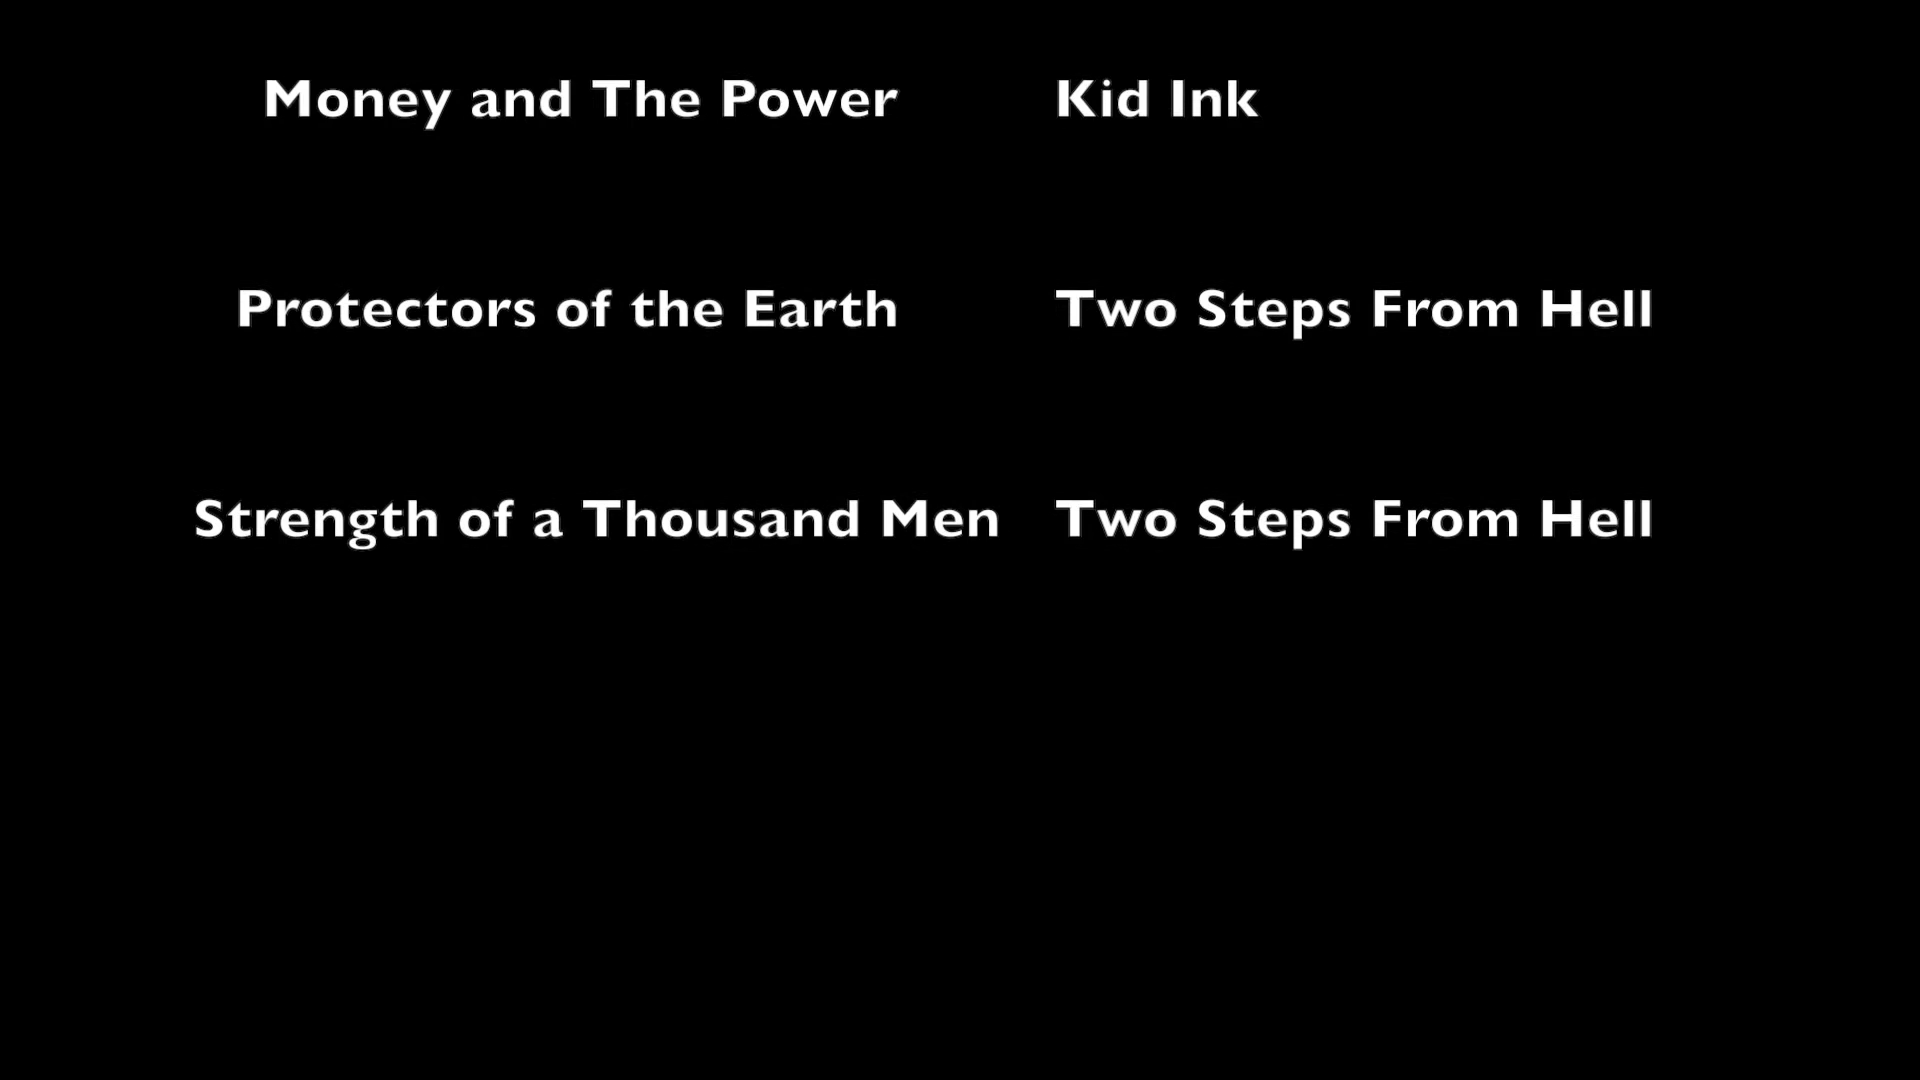 Money and The Power Kid Ink
Protectors of the Earth Two Steps From Hell
Strength of a Thousand Men Two Steps From Hell